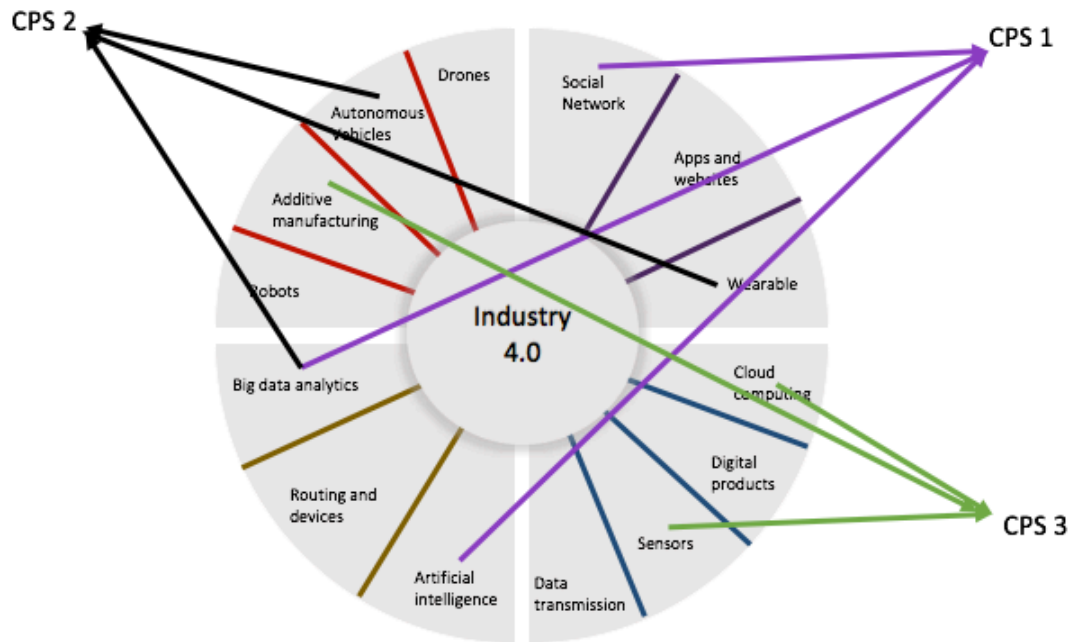 CPS 2
CPS 1
Drones
Social
Network
Autonomous
Vehicles
Apps and
websites
Additive
manufacturing
Robots
Wearable
Industry
4.0
Big data analytics
Cloud
computing
Digital
products
Routing and
devices
Sensors
CPS 3
Artificial
intelligence
Data
transmission